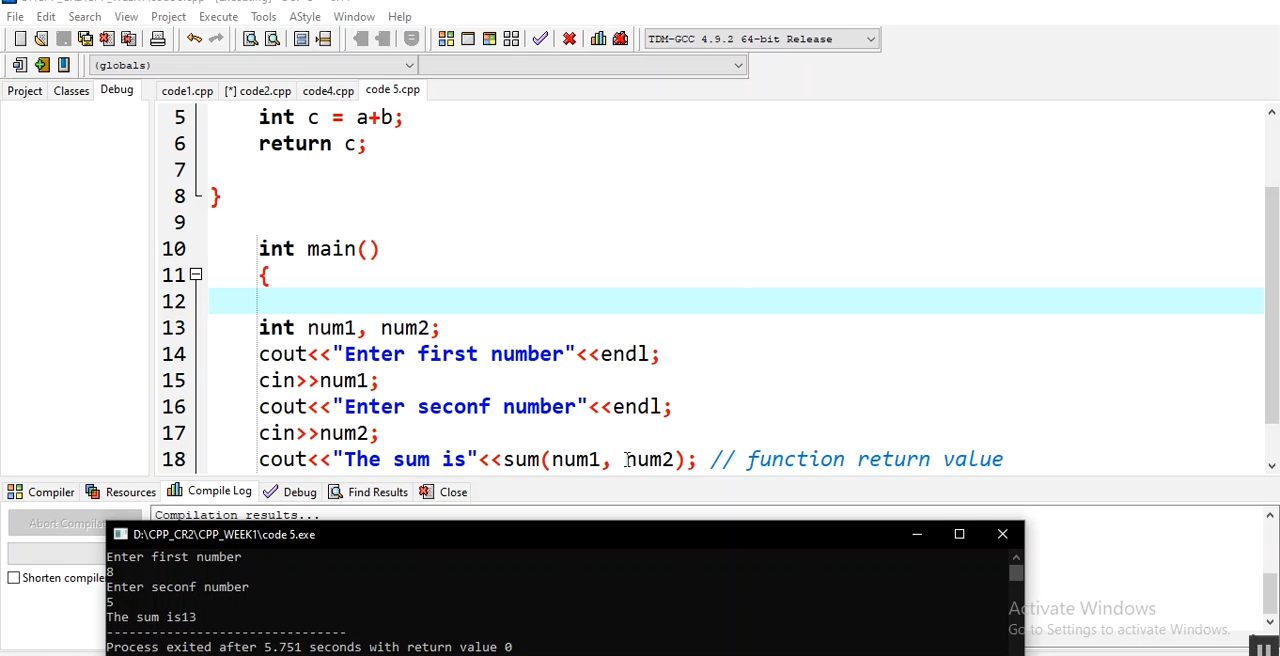 File Edit Search View Project Execute Tools AStyle Window Help
TDM-GCC 4.9.2 64-bit Release
(globals)
Project Classes Debug code1.cpp [*] code2.cpp code4.cpp code 5.cpp
5 int c = a+b;
6 return c;
7
8 }
9
10 int main()
11 {
12
13 int num1, num2;
14 cout<<"Enter first number"<<endl;
15 cin>>num1;
16 cout<<"Enter seconf number"<<endl;
17 cin>>num2;
18 cout<<"The sum is"<<sum(num1, num2); // function return value
Compiler Resources Compile Log Debug Find Results Close
Compilation results...
Abort Compila
Shorten compile
D:\CPP_CR2\CPP_WEEK1\code 5.exe
Enter first number
8
Enter seconf number
5
The sum is13
--------------------------------
Process exited after 5.751 seconds with return value 0
Activate Windows
Go to Settings to activate Windows.